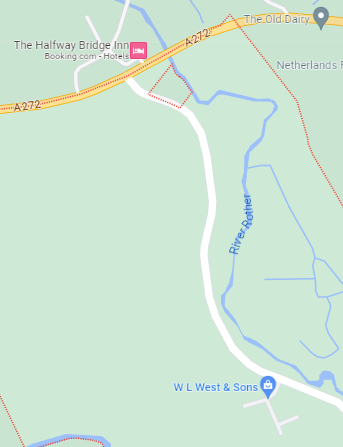 The Old Dairy
A272
The Halfway Bridge Inn
Booking.com - Hotels
Netherlands F
A272
River Rother
W L West & Sons